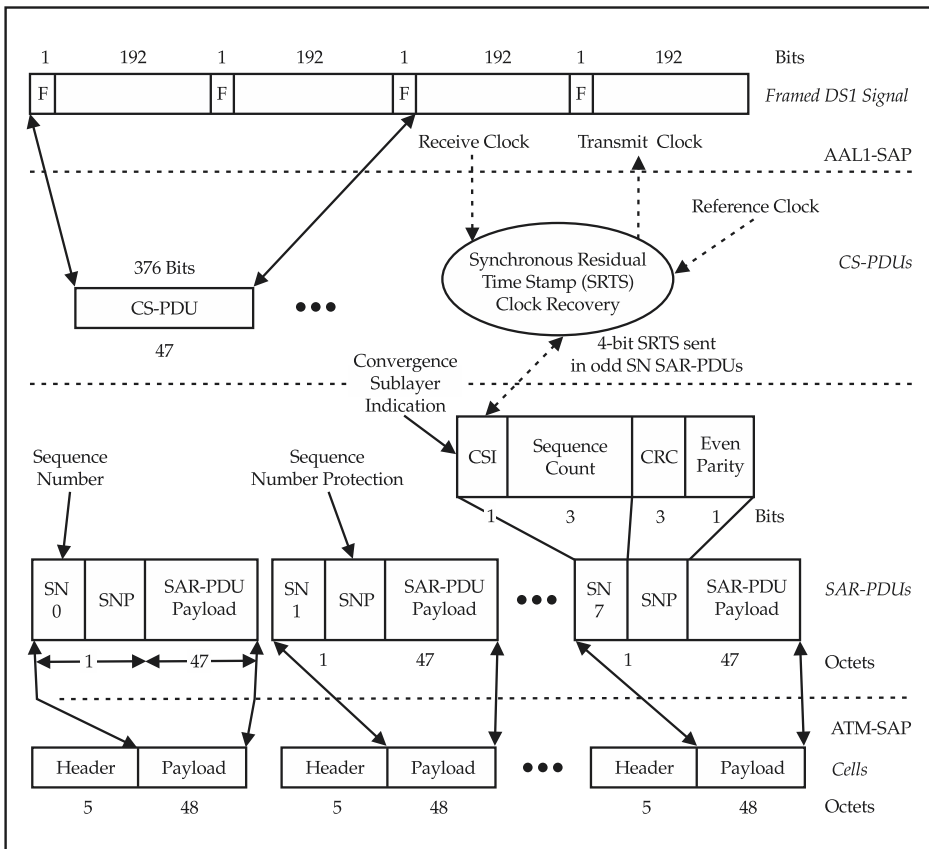 1 192 1 192 1 192 1 192 Bits
F F F F Framed DS1 Signal
Receive Clock Transmit Clock
AAL1-SAP
Reference Clock
376 Bits
CS-PDU
47
Synchronous Residual
Time Stamp (SRTS)
Clock Recovery
CS-PDUs
4-bit SRTS sent
in odd SN SAR-PDUs
Convergence
Sublayer
Indication
CSI Sequence Count CRC Even Parity
1 3 3 1 Bits
Sequence
Number
Sequence
Number Protection
SN 0 SNP SAR-PDU Payload
SN 1 SNP SAR-PDU Payload
SN 7 SNP SAR-PDU Payload
SAR-PDUs
1 47 1 47 1 47 Octets
ATM-SAP
Header Payload Header Payload Header Payload Cells
5 48 5 48 5 48 Octets